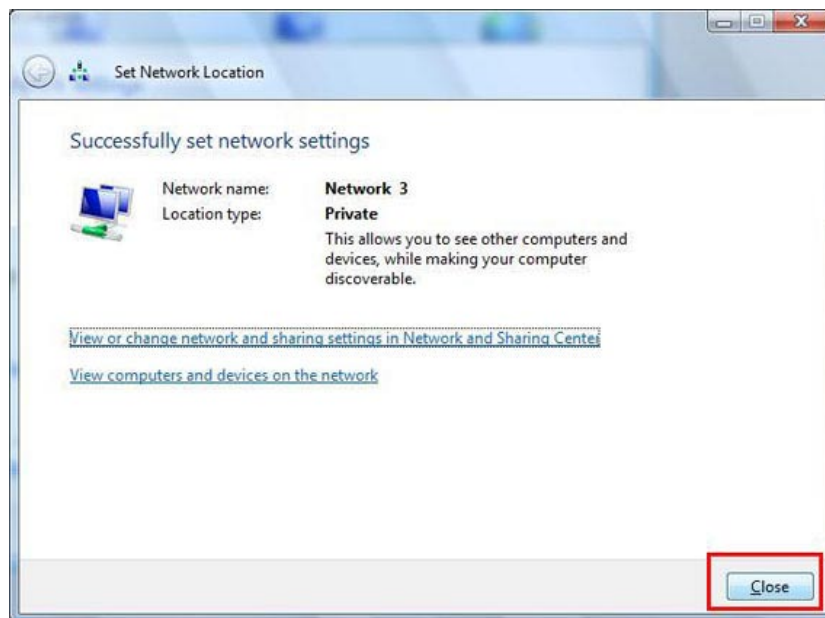 Set Network Location
Successfully set network settings
Network name: Network 3
Location type: Private
This allows you to see other computers and
devices, while making your computer
discoverable.
View or change network and sharing settings in Network and Sharing Center
View computers and devices on the network
Close